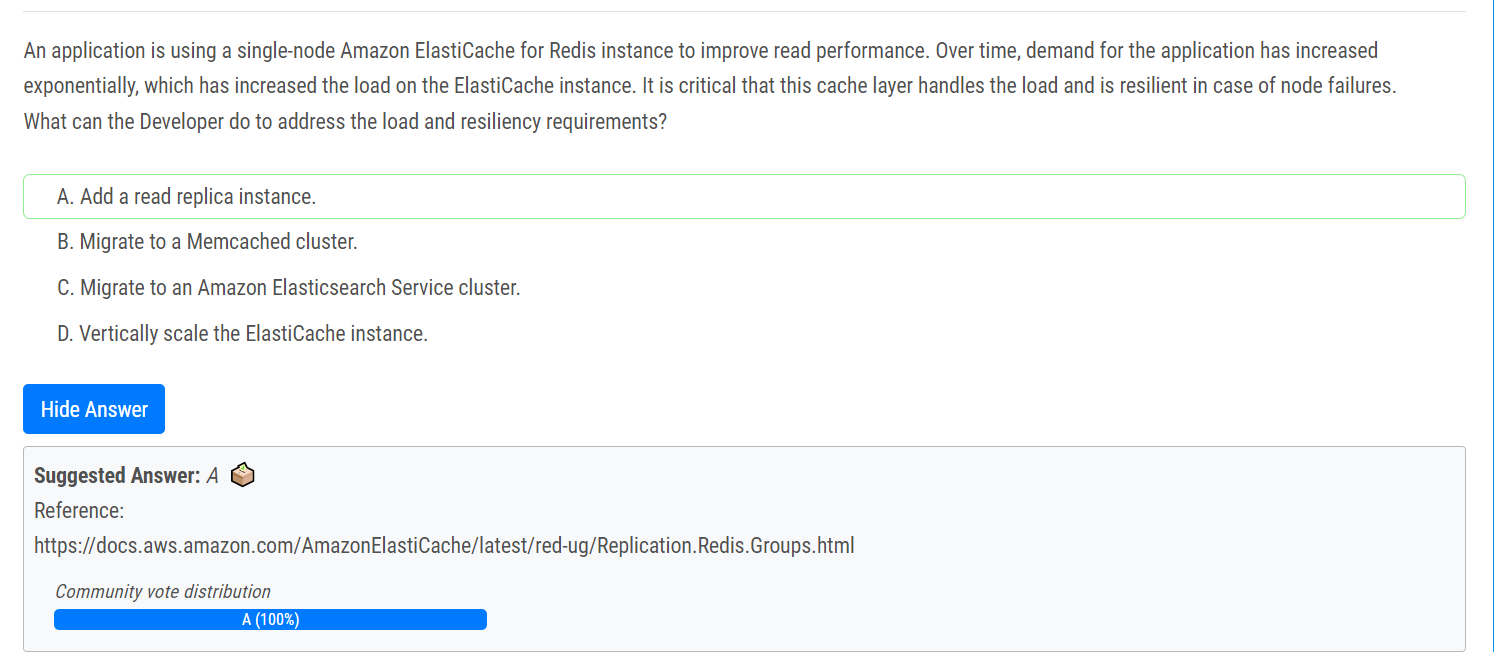 An application is using a single-node Amazon ElastiCache for Redis instance to improve read performance. Over time, demand for the application has increased
exponentially, which has increased the load on the ElastiCache instance. It is critical that this cache layer handles the load and is resilient in case of node failures.
What can the Developer do to address the load and resiliency requirements?
A. Add a read replica instance.
B. Migrate to a Memcached cluster.
C. Migrate to an Amazon Elasticsearch Service cluster.
D. Vertically scale the ElastiCache instance.
Hide Answer
Suggested Answer: A
Reference:
https://docs.aws.amazon.com/AmazonElastiCache/latest/red-ug/Replication.Redis.Groups.html
Community vote distribution
A (100%)